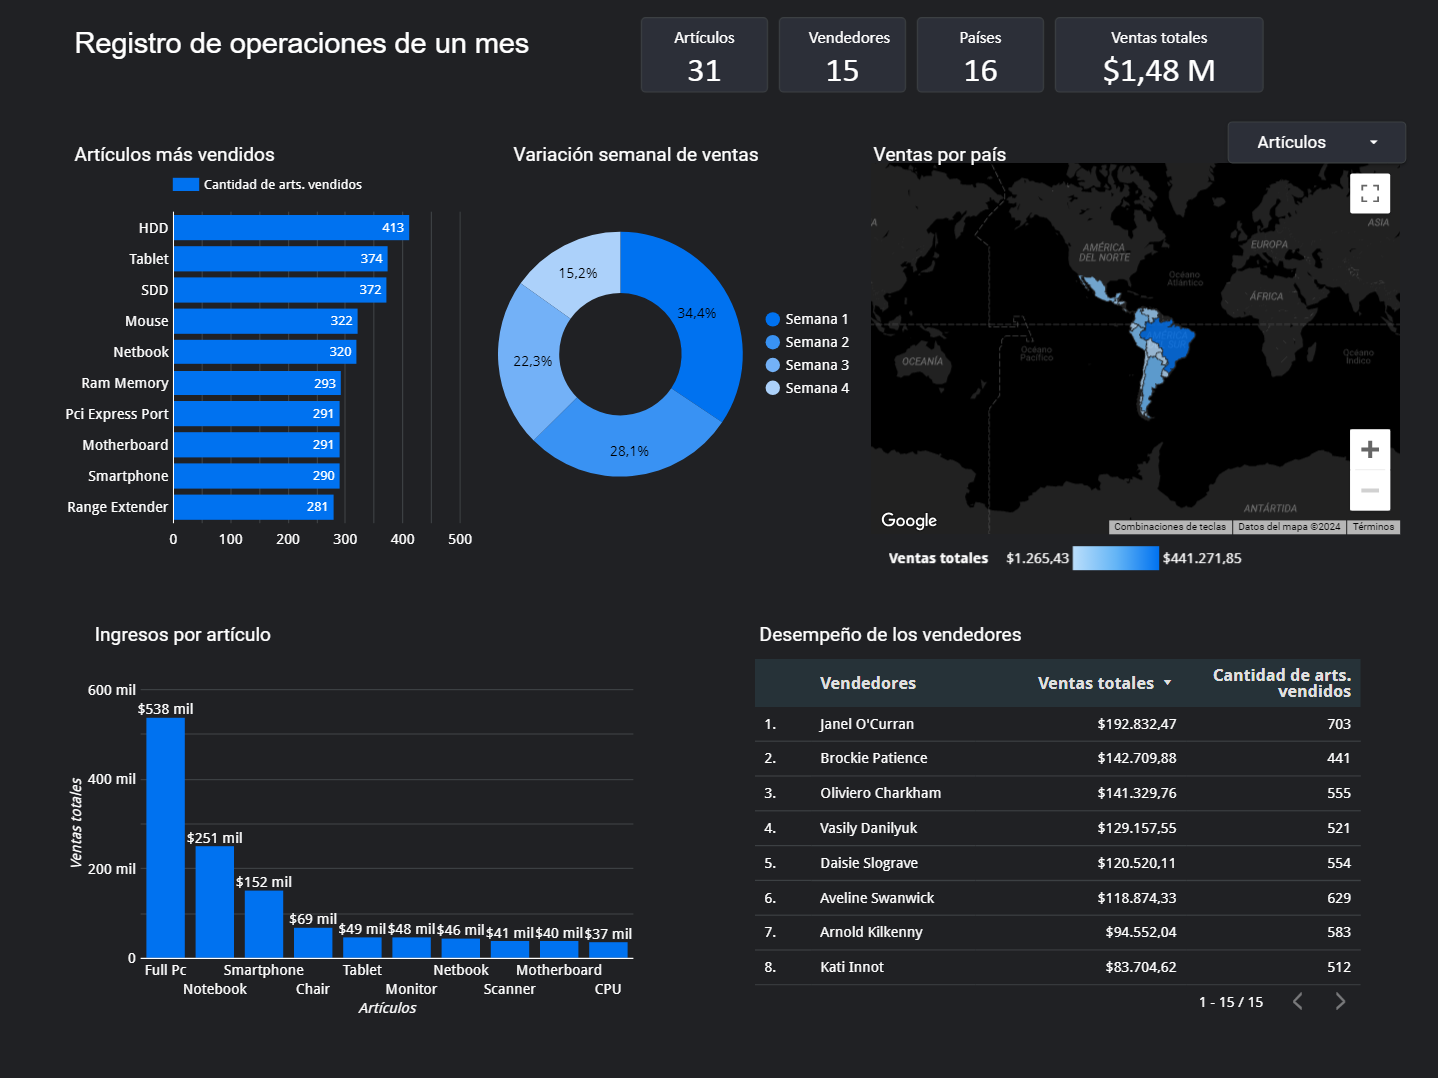 Registro de operaciones de un mes
Artículos
31
Vendedores
15
Países
16
Ventas totales
$1,48 M
Artículos
Artículos más vendidos
Cantidad de arts. vendidos
HDD 413
Tablet 374
SDD 372
Mouse 322
Netbook 320
Ram Memory 293
Pci Express Port 291
Motherboard 291
Smartphone 290
Range Extender 281
0 100 200 300 400 500
Variación semanal de ventas
15,2%
34,4%
22,3%
28,1%
Semana 1
Semana 2
Semana 3
Semana 4
Ventas por país
A
ASIA
AMÉRICA
DEL NORTE
EUROPA
Océano
Atlántico
ÁFRICA
OCEANÍA
Océano
Pacífico
Océano
Índico
ANTÁRTIDA
Google
Combinaciones de teclas
Datos del mapa ©2024
Términos
Ventas totales $1.265,43 $441.271,85
Ingresos por artículo
600 mil
400 mil
200 mil
0
Ventas totales
$538 mil
$251 mil
$152 mil
$69 mil
$49 mil
$48 mil
$46 mil
$41 mil
$40 mil
$37 mil
Full Pc Smartphone Tablet Netbook Motherboard
Notebook Chair Monitor Scanner CPU
Artículos
Desempeño de los vendedores
Vendedores Ventas totales Cantidad de arts.
vendidos
1. Janel O'Curran $192.832,47 703
2. Brockie Patience $142.709,88 441
3. Oliviero Charkham $141.329,76 555
4. Vasily Danilyuk $129.157,55 521
5. Daisie Slograve $120.520,11 554
6. Aveline Swanwick $118.874,33 629
7. Arnold Kilkenny $94.552,04 583
8. Kati Innot $83.704,62 512
1 - 15 / 15